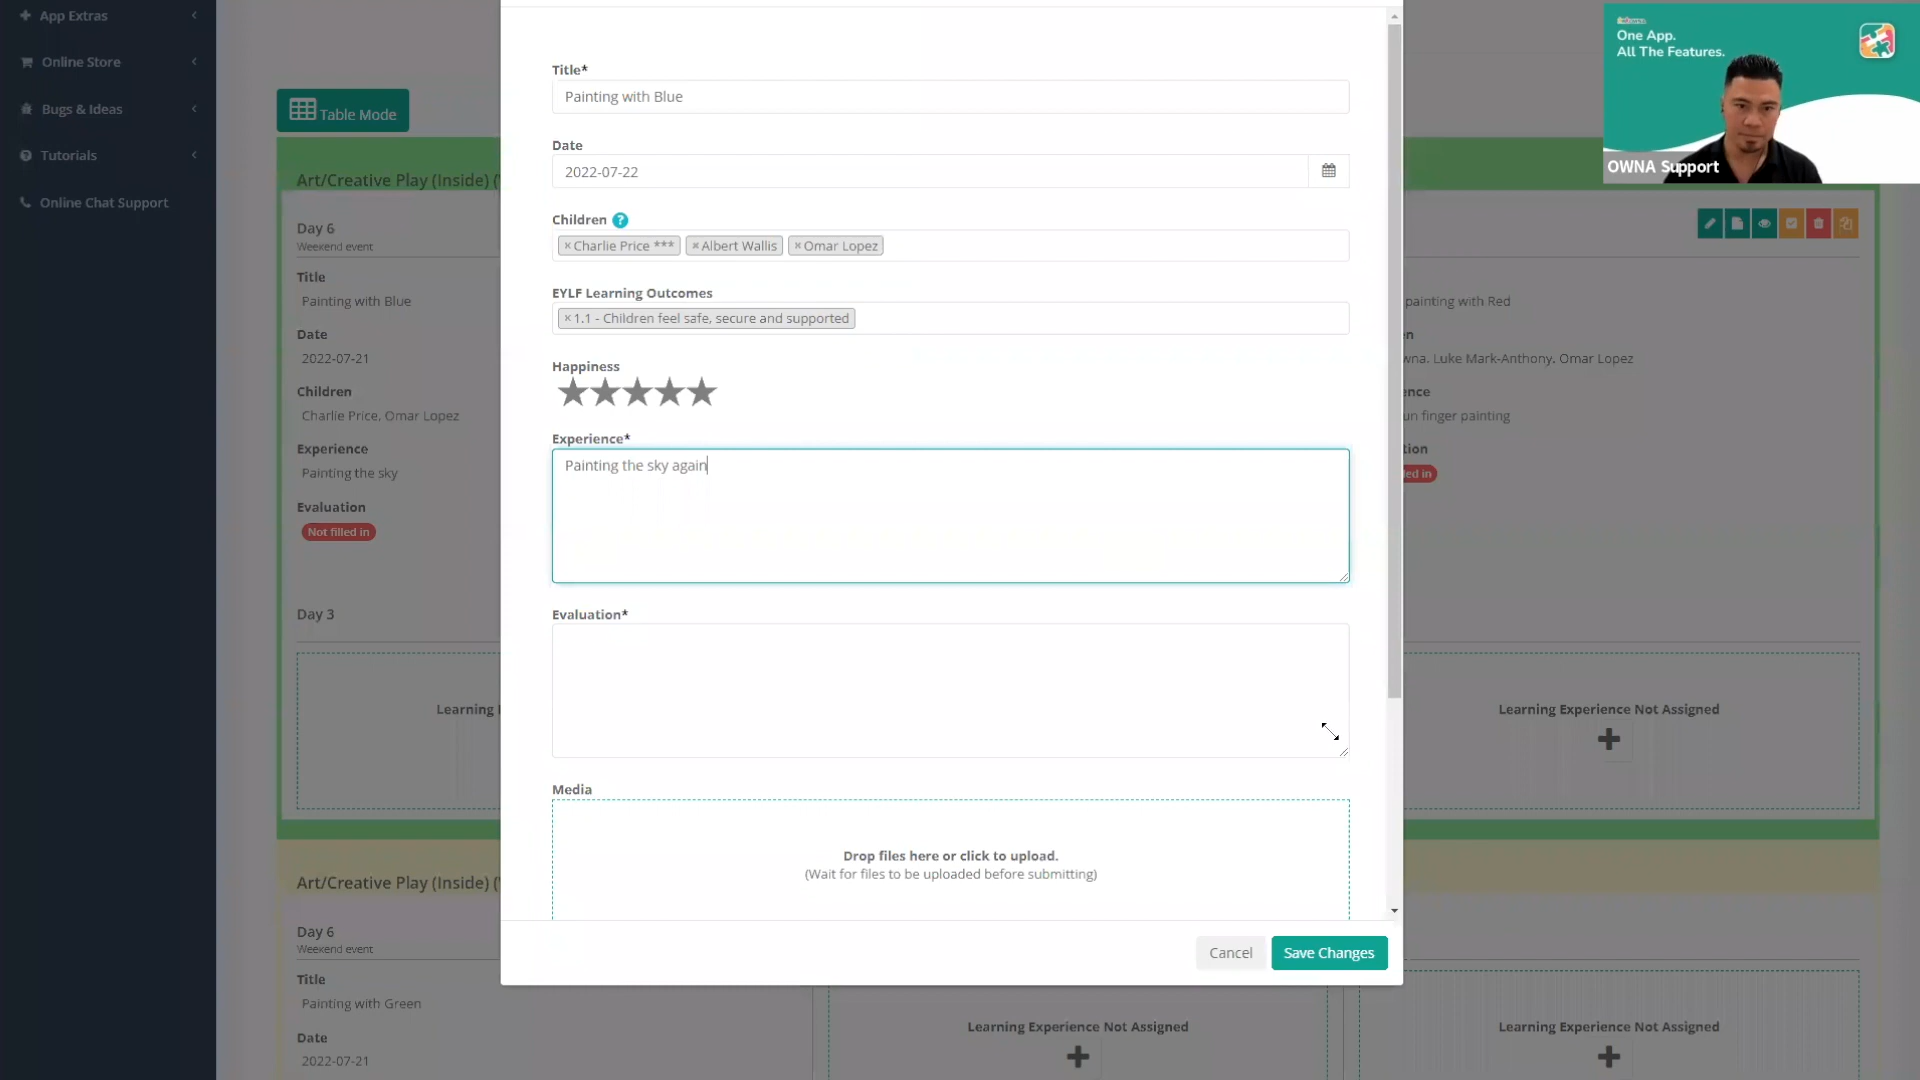 App Extras
Online Store
Bugs & Ideas
Tutorials
Online Chat Support
Table Mode
Art/Creative Play (Inside) (
Day 6
Weekend event
Title
Painting with Blue
Date
2022-07-21
Children
Charlie Price, Omar Lopez
Experience
Painting the sky
Evaluation
Not filled in
Day 3
Learning
Art/Creative Play (Inside) (
Day 6
Weekend event
Title
Painting with Green
Date
2022-07-21
Title*
Painting with Blue
Date
2022-07-22
Children ?
× Charlie Price *** × Albert Wallis × Omar Lopez
EYLF Learning Outcomes
× 1.1 - Children feel safe, secure and supported
Happiness
Experience*
Painting the sky again
Evaluation*
Media
Drop files here or click to upload.
(Wait for files to be uploaded before submitting)
Cancel Save Changes
Learning Experience Not Assigned
One App.
All The Features.
OWNA Support
painting with Red
wna, Luke Mark-Anthony, Omar Lopez
ence
un finger painting
tion
ed in
Learning Experience Not Assigned
Learning Experience Not Assigned